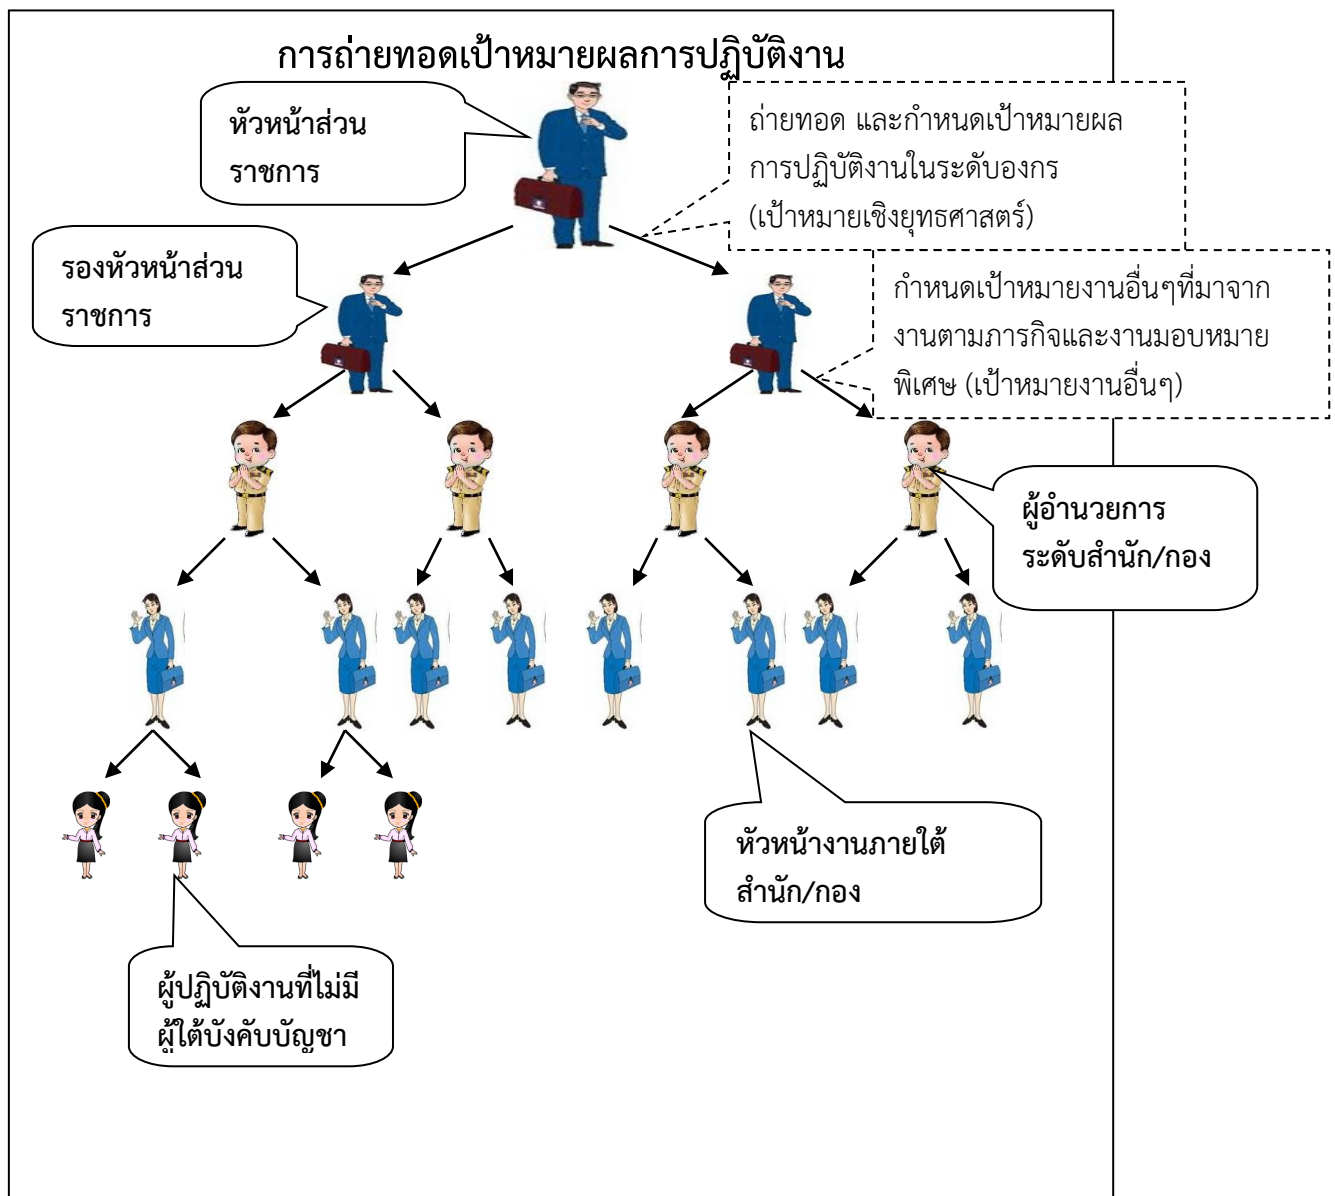 การถ่ายทอดเป้าหมายผลการปฏิบัติงาน
หัวหน้าส่วน
ราชการ
ถ่ายทอด และกำหนดเป้าหมายผล
การปฏิบัติงานในระดับองกร
(เป้าหมายเชิงยุทธศาสตร์)
รองหัวหน้าส่วน
ราชการ
กำหนดเป้าหมายงานอื่นๆที่มาจาก
งานตามภารกิจและงานมอบหมาย
พิเศษ (เป้าหมายงานอื่นๆ)
ผู้อำนวยการ
ระดับสำนัก/กอง
หัวหน้างานภายใต้
สำนัก/กอง
ผู้ปฏิบัติงานที่ไม่มี
ผู้ใต้บังคับบัญชา